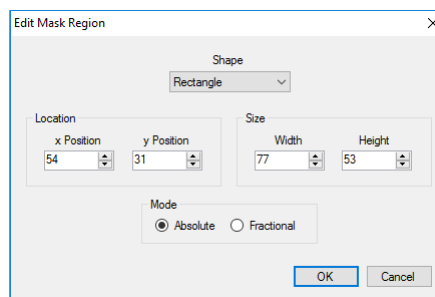 Edit Mask Region
Shape
Rectangle
Location
Size
x Position
y Position
Width
Height
54
31
77
53
Mode
Absolute
Fractional
OK
Cancel